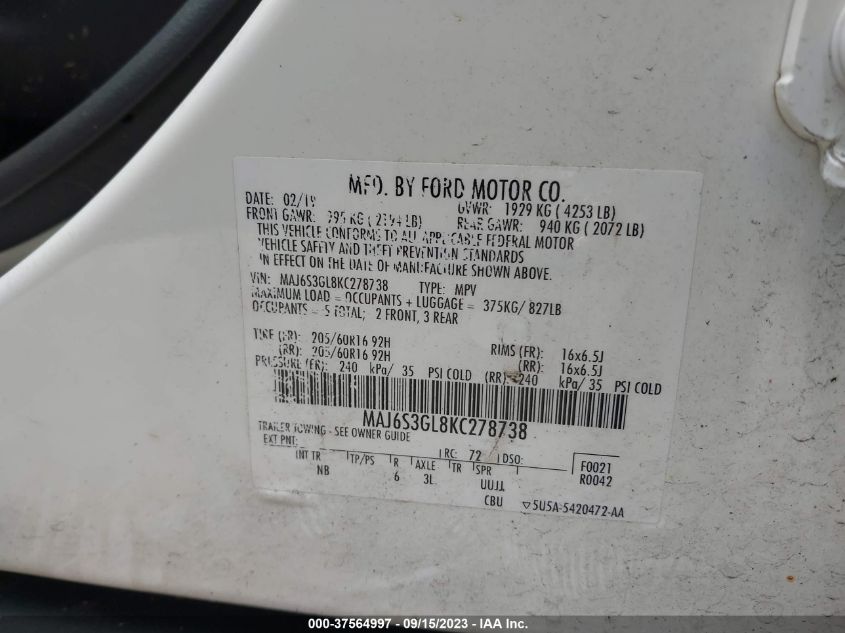 MFD. BY FORD MOTOR CO.
DATE: 02/19 GVWR: 1929 KG ( 4253 LB)
FRONT GAWR: 995 KG ( 2194 LB) REAR GAWR: 940 KG ( 2072 LB)
THIS VEHICLE CONFORMS TO ALL APPLICABLE FEDERAL MOTOR
VEHICLE SAFETY AND THEFT PREVENTION STANDARDS
IN EFFECT ON THE DATE OF MANUFACTURE SHOWN ABOVE.
VIN: MAJ6S3GL8KC278738 TYPE: MPV
MAXIMUM LOAD = OCCUPANTS + LUGGAGE = 375KG/ 827LB
OCCUPANTS = 5 TOTAL; 2 FRONT, 3 REAR
TIRE (FR): 205/60R16 92H RIMS (FR): 16x6.5J
(RR): 205/60R16 92H (RR): 16x6.5J
PRESSURE (FR): 240 kPa/ 35 PSI COLD (RR): 240 kPa/ 35 PSI COLD
MAJ6S3GL8KC278738
TRAILER TOWING - SEE OWNER GUIDE
EXT PNT: RC: 72 DSO: F0021
INT TR TP/PS R AXLE TR SPR R0042
NB 6 3L UUJJ
CBU ▽5U5A-5420472-AA
000-37564997 - 09/15/2023 - COPYRIGHT IAA, INC.